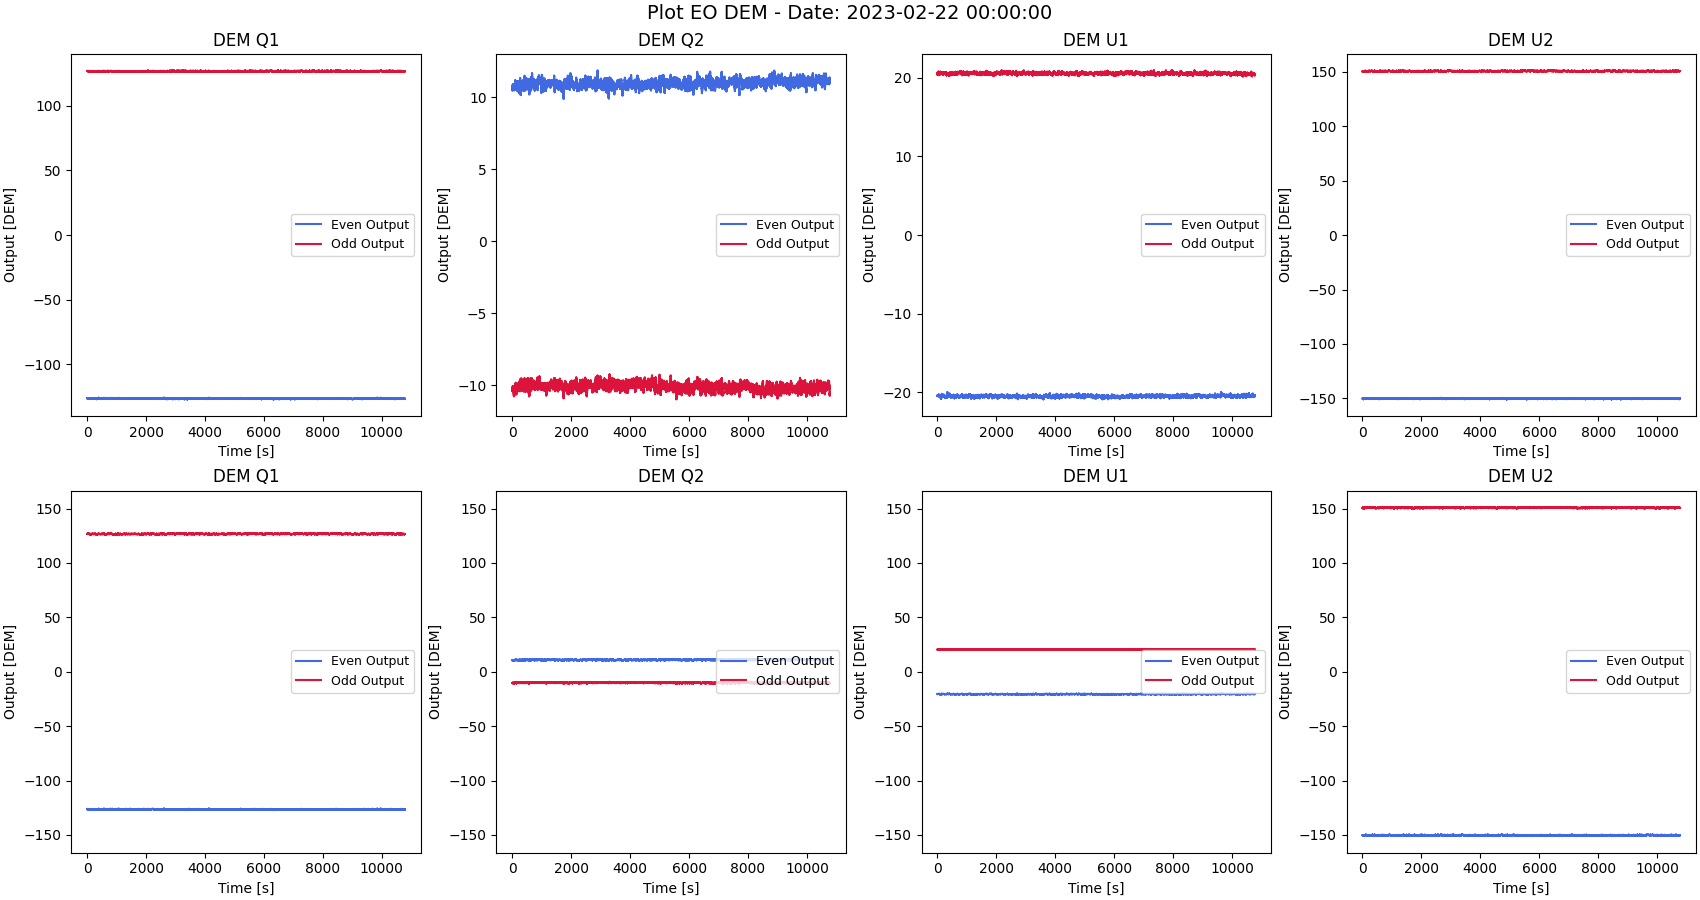 Plot EO DEM - Date: 2023-02-22 00:00:00
DEM Q1
Output [DEM]
100
50
0
−50
−100
Even Output
Odd Output
0 2000 4000 6000 8000 10000
Time [s]
DEM Q2
Output [DEM]
10
5
0
−5
−10
Even Output
Odd Output
0 2000 4000 6000 8000 10000
Time [s]
DEM U1
Output [DEM]
20
10
0
−10
−20
Even Output
Odd Output
0 2000 4000 6000 8000 10000
Time [s]
DEM U2
Output [DEM]
150
100
50
0
−50
−100
−150
Even Output
Odd Output
0 2000 4000 6000 8000 10000
Time [s]
DEM Q1
Output [DEM]
150
100
50
0
−50
−100
−150
Even Output
Odd Output
0 2000 4000 6000 8000 10000
Time [s]
DEM Q2
Output [DEM]
150
100
50
0
−50
−100
−150
Even Output
Odd Output
0 2000 4000 6000 8000 10000
Time [s]
DEM U1
Output [DEM]
150
100
50
0
−50
−100
−150
Even Output
Odd Output
0 2000 4000 6000 8000 10000
Time [s]
DEM U2
Output [DEM]
150
100
50
0
−50
−100
−150
Even Output
Odd Output
0 2000 4000 6000 8000 10000
Time [s]